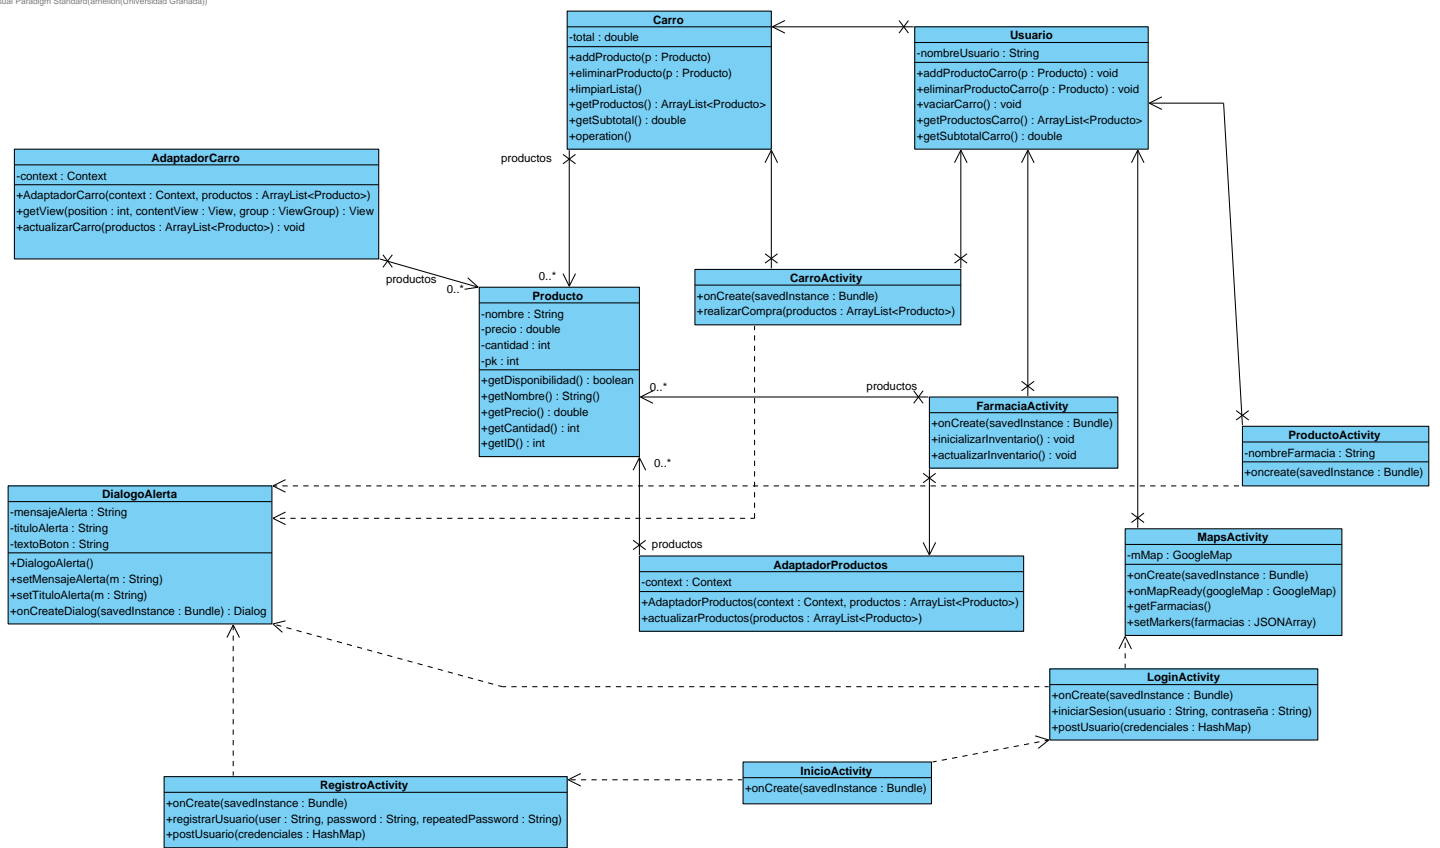 sual Paradigm Standard(amellon(Universidad Granada))
Carro
-total : double
+addProducto(p : Producto)
+eliminarProducto(p : Producto)
+limpiarLista()
+getProductos() : ArrayList<Producto>
+getSubtotal() : double
+operation()
Usuario
-nombreUsuario : String
+addProductoCarro(p : Producto) : void
+eliminarProductoCarro(p : Producto) : void
+vaciarCarro() : void
+getProductosCarro() : ArrayList<Producto>
+getSubtotalCarro() : double
productos
0..*
AdaptadorCarro
-context : Context
+AdaptadorCarro(context : Context, productos : ArrayList<Producto>)
+getView(position : int, contentView : View, group : ViewGroup) : View
+actualizarCarro(productos : ArrayList<Producto>) : void
productos
0..*
CarroActivity
+onCreate(savedInstance : Bundle)
+realizarCompra(productos : ArrayList<Producto>)
Producto
-nombre : String
-precio : double
-cantidad : int
-pk : int
+getDisponibilidad() : boolean
+getNombre() : String()
+getPrecio() : double
+getCantidad() : int
+getID() : int
0..*
productos
FarmaciaActivity
+onCreate(savedInstance : Bundle)
+inicializarInventario() : void
+actualizarInventario() : void
ProductoActivity
-nombreFarmacia : String
+oncreate(savedInstance : Bundle)
0..*
productos
DialogoAlerta
-mensajeAlerta : String
-tituloAlerta : String
-textoBoton : String
+DialogoAlerta()
+setMensajeAlerta(m : String)
+setTituloAlerta(m : String)
+onCreateDialog(savedInstance : Bundle) : Dialog
AdaptadorProductos
-context : Context
+AdaptadorProductos(context : Context, productos : ArrayList<Producto>)
+actualizarProductos(productos : ArrayList<Producto>)
MapsActivity
-mMap : GoogleMap
+onCreate(savedInstance : Bundle)
+onMapReady(googleMap : GoogleMap)
+getFarmacias()
+setMarkers(farmacias : JSONArray)
LoginActivity
+onCreate(savedInstance : Bundle)
+iniciarSesion(usuario : String, contraseña : String)
+postUsuario(credenciales : HashMap)
InicioActivity
+onCreate(savedInstance : Bundle)
RegistroActivity
+onCreate(savedInstance : Bundle)
+registrarUsuario(user : String, password : String, repeatedPassword : String)
+postUsuario(credenciales : HashMap)